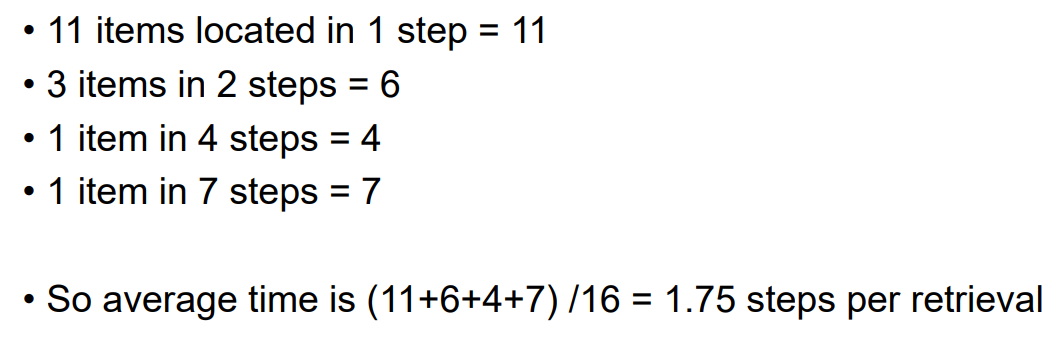 • 11 items located in 1 step = 11
• 3 items in 2 steps = 6
• 1 item in 4 steps = 4
• 1 item in 7 steps = 7
• So average time is (11+6+4+7) /16 = 1.75 steps per retrieval